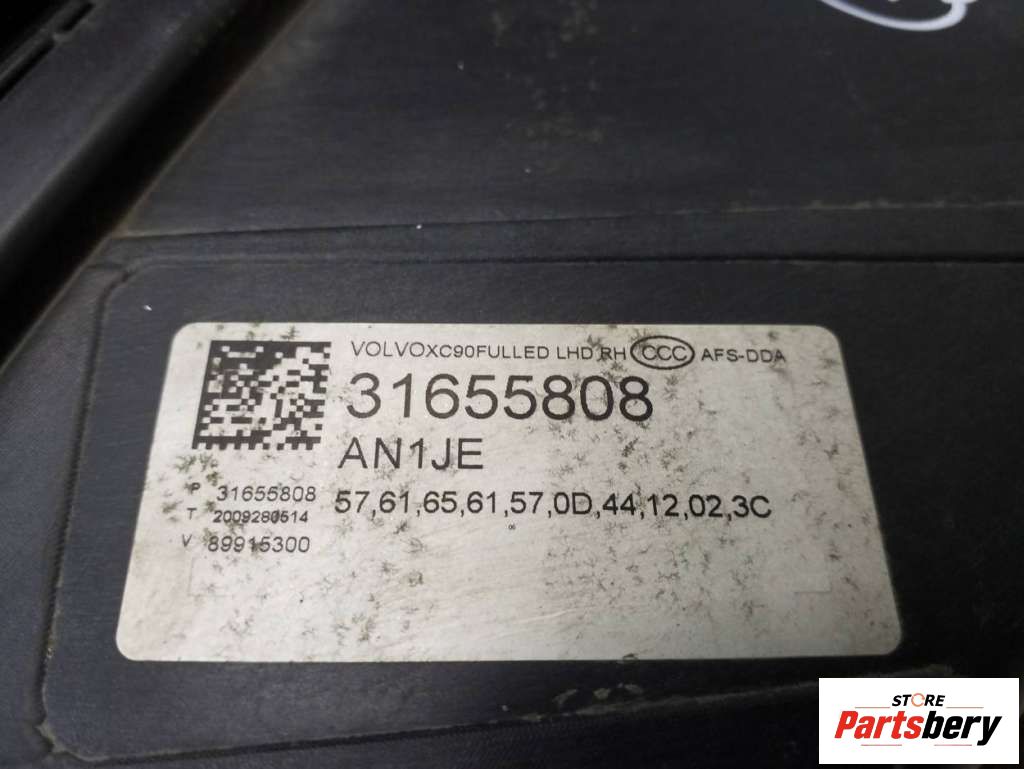 VOLVOXC90FULLED LHD RH CCC AFS-DDA
31655808
AN1JE
P 31655808
57,61,65,61,57,0D,44,12,02,3C
T 2009280514
V 89915300
STORE
Partsbery